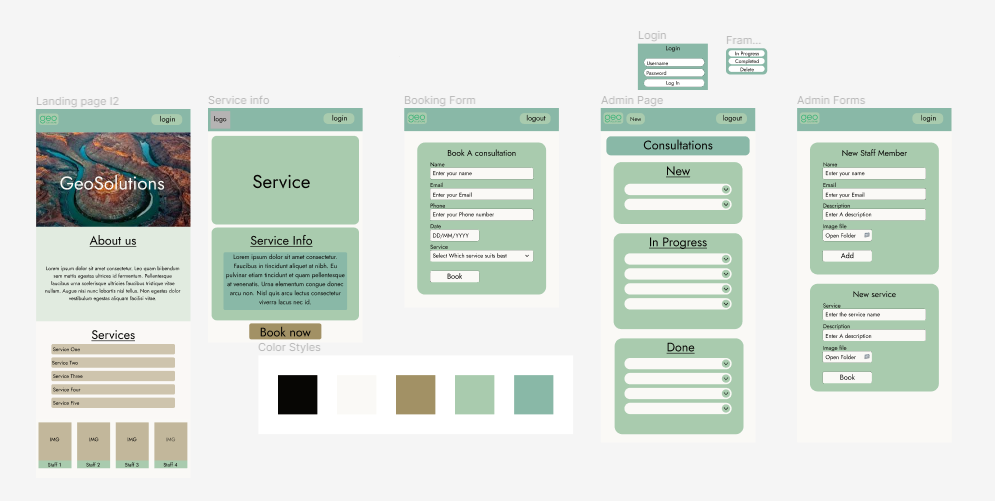 Login
Login
Username
Password
Log In
Fram...
In Progress
Completed
Delete
Landing page I2
geo
login
GeoSolutions
About us
Lorem ipsum dolor sit amet consectetur. Leo quam bibendum
sem mattis egestas ultrices id fermentum. Pellentesque
faucibus urna scelerisque ultricies faucibus tristique vitae
nullam. Augue nisi nunc lobortis nisl tellus. Non egestas dolor
vestibulum egestas aliquam facilisi vitae.
Services
Service One
Service Two
Service Three
Service Four
Service Five
IMG
IMG
IMG
IMG
Staff 1
Staff 2
Staff 3
Staff 4
Service info
logo
login
Service
Service Info
Lorem ipsum dolor sit amet consectetur.
Faucibus in tincidunt aliquet at nibh. Eu
pulvinar etiam tincidunt et quam pellentesque
at venenatis. Urna elementum congue donec
arcu non. Nisl quis arcu lectus consectetur
viverra lacus nec id.
Book now
Color Styles
Booking Form
geo
logout
Book A consultation
Name
Enter your name
Email
Enter your Email
Phone
Enter your Phone number
Date
DD/MM/YYYY
Service
Select Which service suits best
Book
Admin Page
geo
New
logout
Consultations
New
In Progress
Done
Admin Forms
geo
login
New Staff Member
Name
Enter your name
Email
Enter your Email
Description
Enter A description
Image file
Open Folder
Add
New service
Service
Enter the service name
Description
Enter A description
Image file
Open Folder
Book